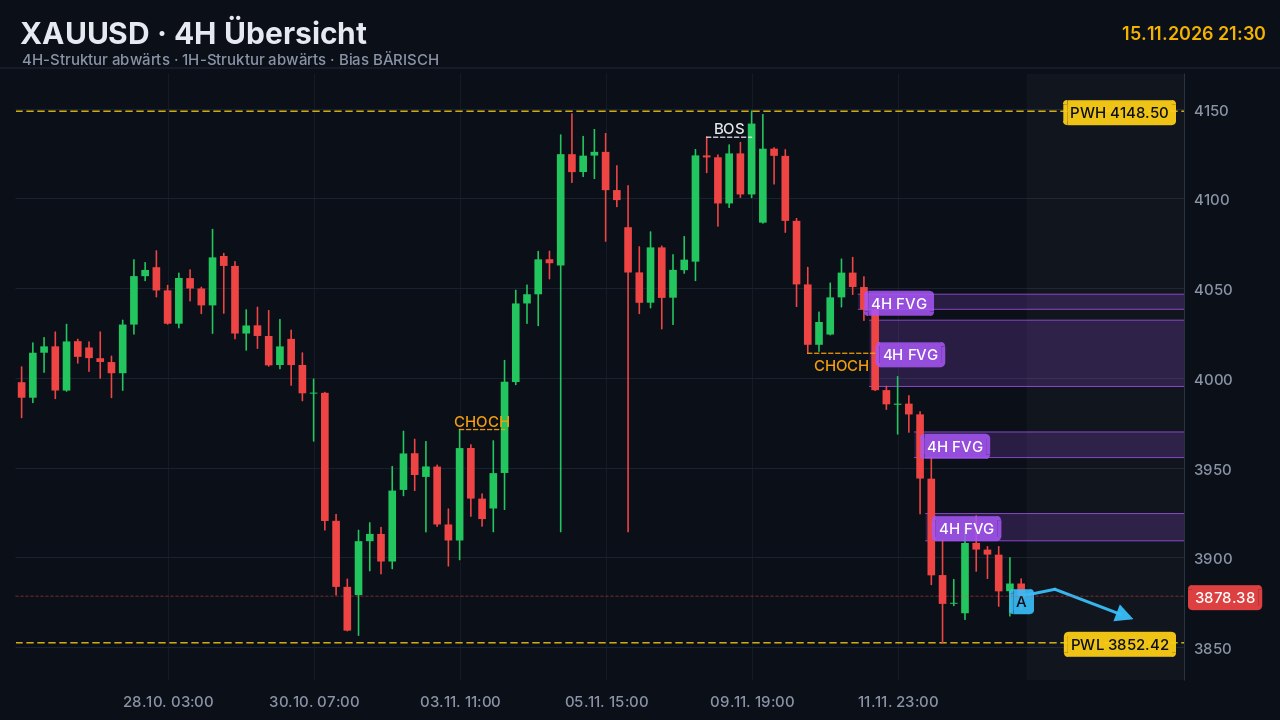 XAUUSD · 4H Übersicht
15.11.2026 21:30
4H-Struktur abwärts · 1H-Struktur abwärts · Bias BÄRISCH
PWH 4148.50
4150
BOS
4100
4050
4H FVG
4H FVG
CHOCH
4000
CHOCH
4H FVG
3950
4H FVG
3900
A
3878.38
PWL 3852.42
3850
28.10. 03:00
30.10. 07:00
03.11. 11:00
05.11. 15:00
09.11. 19:00
11.11. 23:00